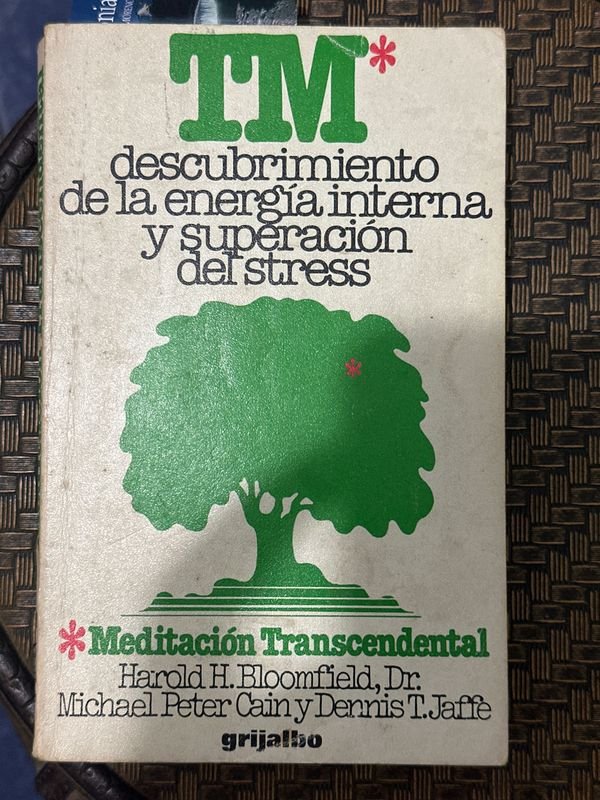 TM*
descubrimiento
de la energía interna
y superación
del stress
*
*Meditación Transcendental
Harold H. Bloomfield, Dr.
Michael Peter Cain y Dennis T. Jaffe
grijalbo